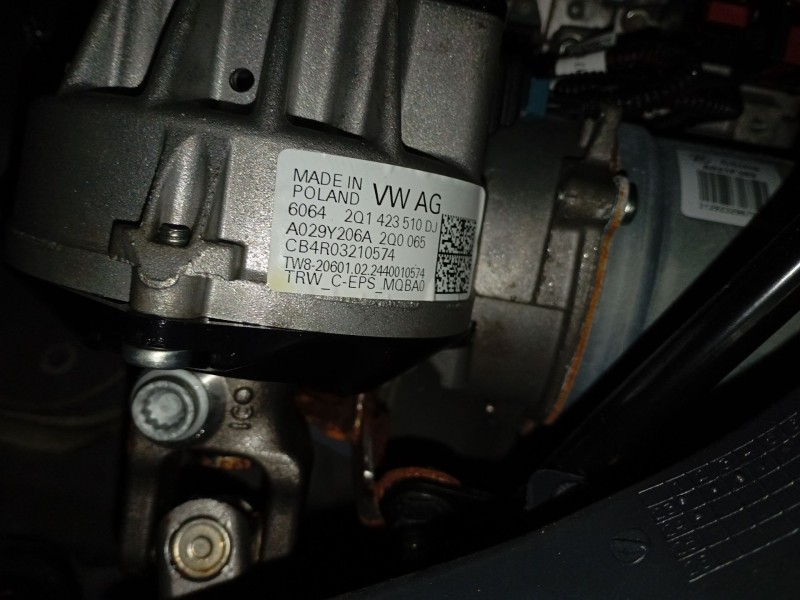 MADE IN
POLAND VW AG
6064 2Q1 423 510 DJ
A029Y206A 2Q0 065
CB4R03210574
TW8-20601.02.2440010574
TRW_C-EPS_MQBA0